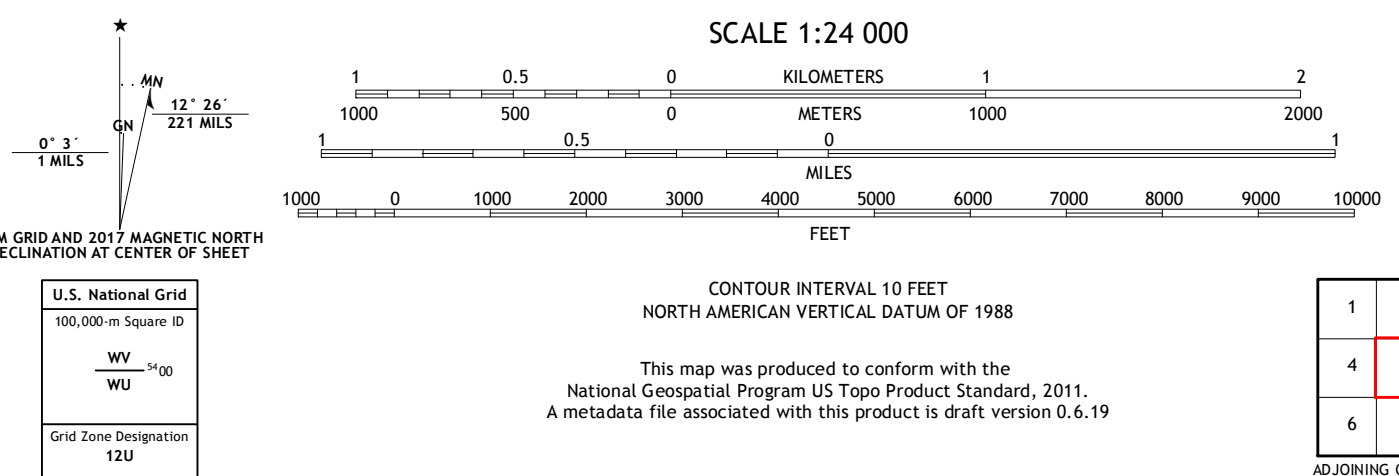 SCALE 1:24 000
1 0.5 0 KILOMETERS 1 2
1000 500 0 METERS 1000 2000
1 0.5 0 1
MILES
1000 0 1000 2000 3000 4000 5000 6000 7000 8000 9000 10000
FEET
MN
12° 26´
221 MILS
GN
0° 3´
1 MILS
M GRID AND 2017 MAGNETIC NORTH
ECLINATION AT CENTER OF SHEET
U.S. National Grid
100,000-m Square ID
WV
5400
WU
Grid Zone Designation
12U
CONTOUR INTERVAL 10 FEET
NORTH AMERICAN VERTICAL DATUM OF 1988
This map was produced to conform with the
National Geospatial Program US Topo Product Standard, 2011.
A metadata file associated with this product is draft version 0.6.19
1
4
6
ADJOINING